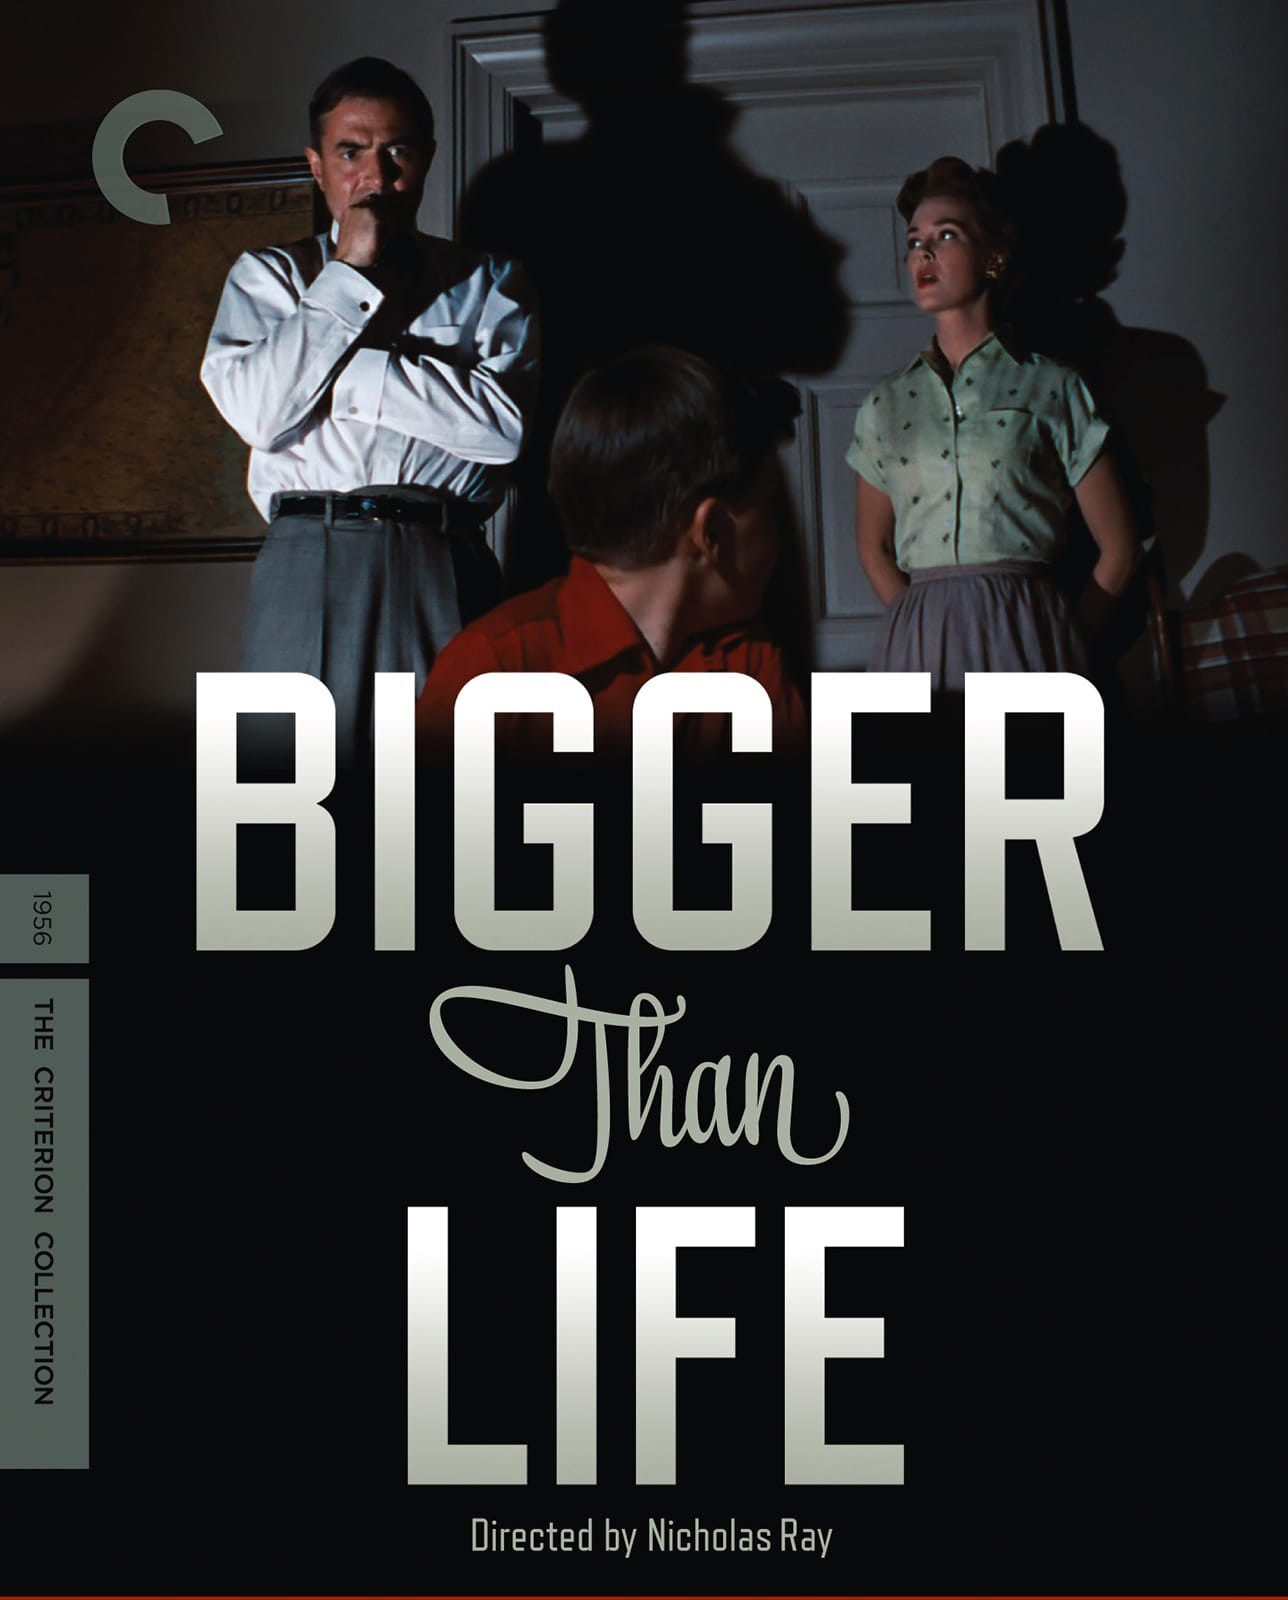 BIGGER
Than
LIFE
Directed by Nicholas Ray
1956
THE CRITERION COLLECTION